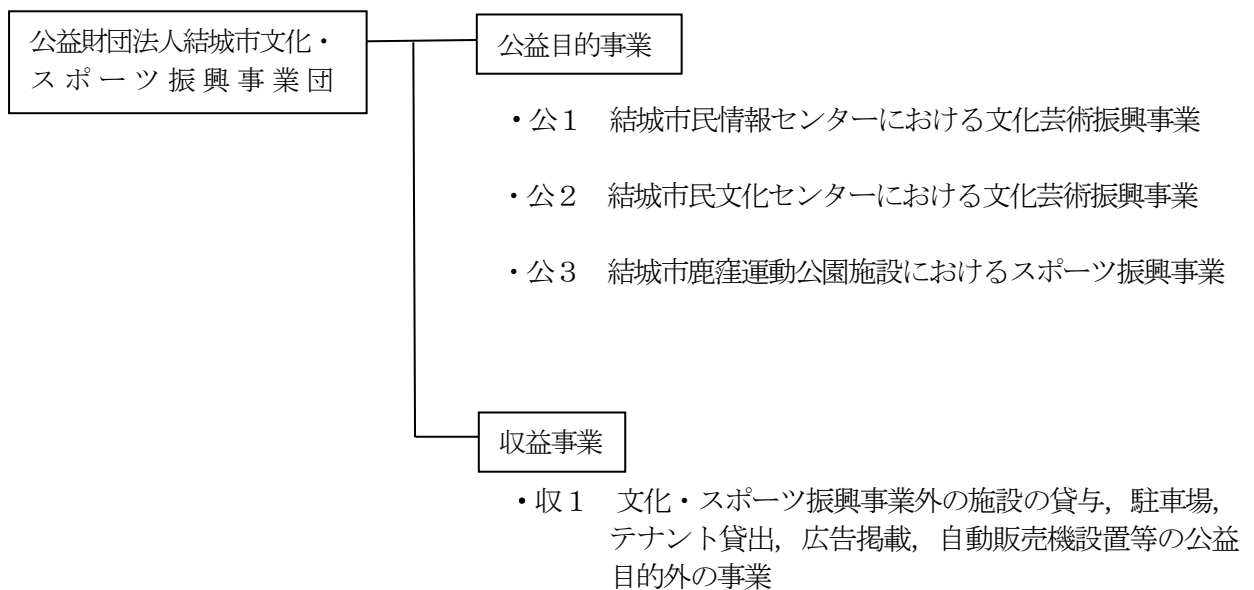 公益財団法人結城市文化・
スポーツ振興事業団
公益目的事業
・公１　結城市民情報センターにおける文化芸術振興事業
・公２　結城市民文化センターにおける文化芸術振興事業
・公３　結城市鹿窪運動公園施設におけるスポーツ振興事業
収益事業
・収１　文化・スポーツ振興事業外の施設の貸与，駐車場，
テナント貸出，広告掲載，自動販売機設置等の公益
目的外の事業